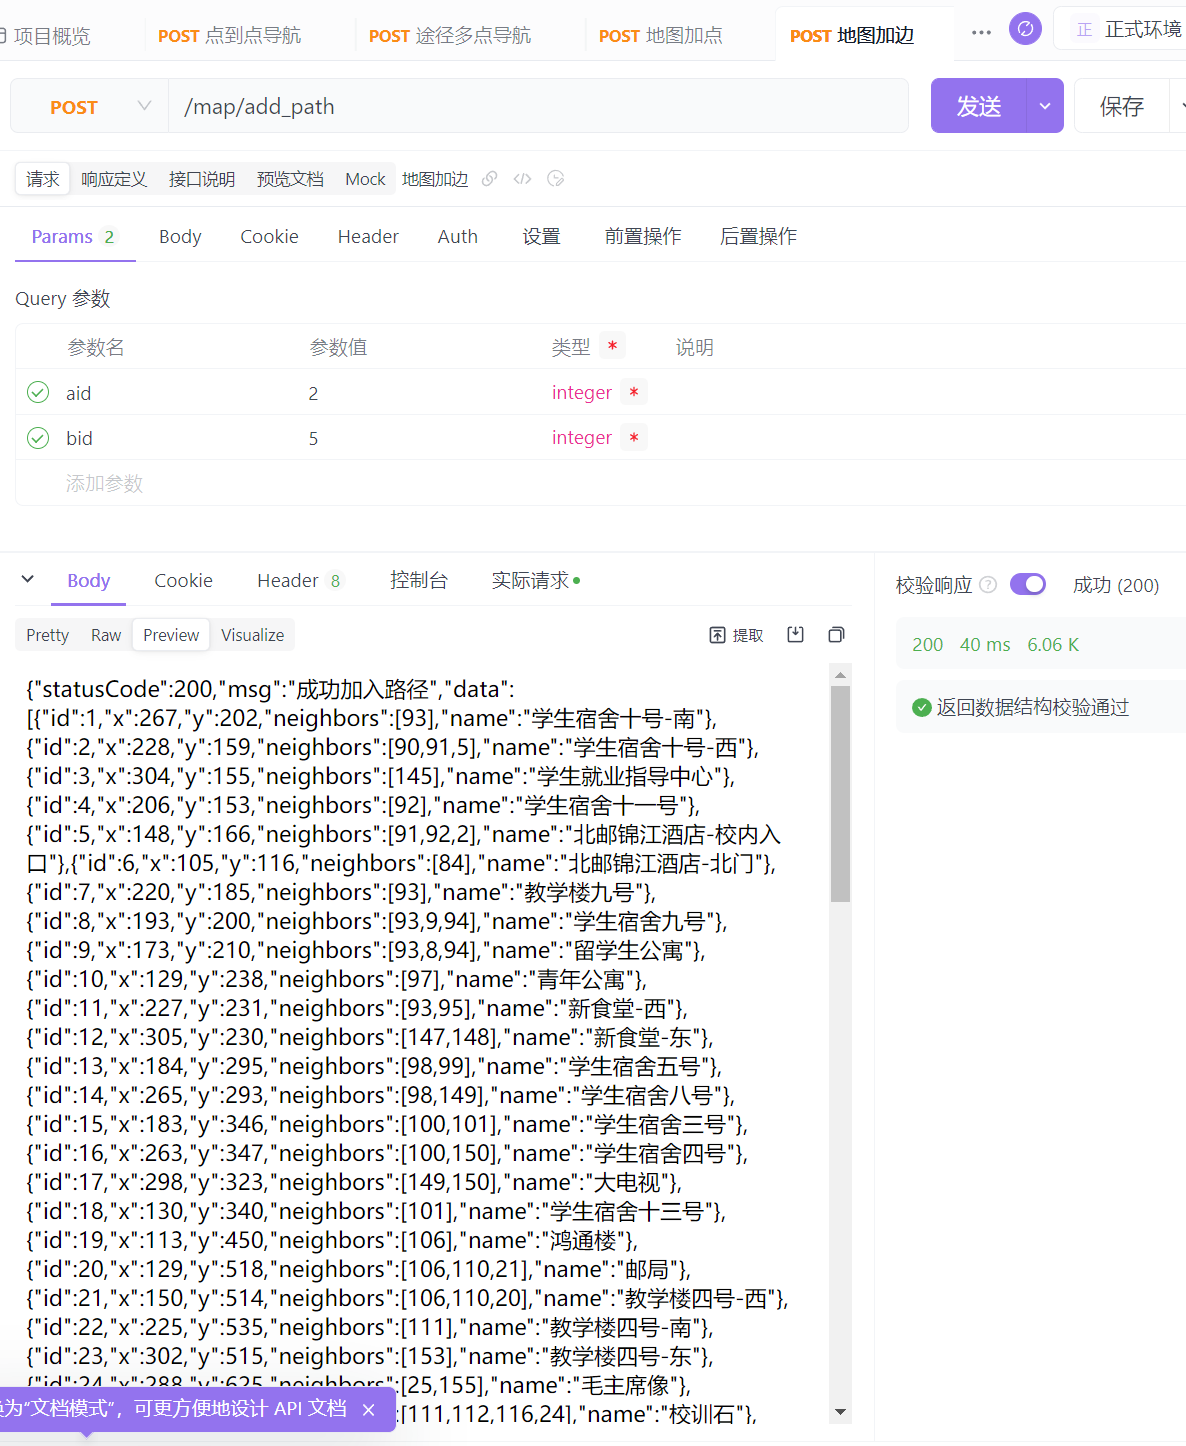 项目概览 POST 点到点导航 POST 途径多点导航 POST 地图加点 POST 地图加边 ··· 正 正式环境
POST /map/add_path 发送 保存
请求 响应定义 接口说明 预览文档 Mock 地图加边
Params 2 Body Cookie Header Auth 设置 前置操作 后置操作
Query 参数
参数名 参数值 类型 * 说明
aid 2 integer *
bid 5 integer *
添加参数
Body Cookie Header 8 控制台 实际请求
校验响应 ? 成功 (200)
Pretty Raw Preview Visualize 提取
200 40 ms 6.06 K
返回数据结构校验通过
{"statusCode":200,"msg":"成功加入路径","data":
[{"id":1,"x":267,"y":202,"neighbors":[93],"name":"学生宿舍十号-南"},
{"id":2,"x":228,"y":159,"neighbors":[90,91,5],"name":"学生宿舍十号-西"},
{"id":3,"x":304,"y":155,"neighbors":[145],"name":"学生就业指导中心"},
{"id":4,"x":206,"y":153,"neighbors":[92],"name":"学生宿舍十一号"},
{"id":5,"x":148,"y":166,"neighbors":[91,92,2],"name":"北邮锦江酒店-校内入
口"},{"id":6,"x":105,"y":116,"neighbors":[84],"name":"北邮锦江酒店-北门"},
{"id":7,"x":220,"y":185,"neighbors":[93],"name":"教学楼九号"},
{"id":8,"x":193,"y":200,"neighbors":[93,9,94],"name":"学生宿舍九号"},
{"id":9,"x":173,"y":210,"neighbors":[93,8,94],"name":"留学生公寓"},
{"id":10,"x":129,"y":238,"neighbors":[97],"name":"青年公寓"},
{"id":11,"x":227,"y":231,"neighbors":[93,95],"name":"新食堂-西"},
{"id":12,"x":305,"y":230,"neighbors":[147,148],"name":"新食堂-东"},
{"id":13,"x":184,"y":295,"neighbors":[98,99],"name":"学生宿舍五号"},
{"id":14,"x":265,"y":293,"neighbors":[98,149],"name":"学生宿舍八号"},
{"id":15,"x":183,"y":346,"neighbors":[100,101],"name":"学生宿舍三号"},
{"id":16,"x":263,"y":347,"neighbors":[100,150],"name":"学生宿舍四号"},
{"id":17,"x":298,"y":323,"neighbors":[149,150],"name":"大电视"},
{"id":18,"x":130,"y":340,"neighbors":[101],"name":"学生宿舍十三号"},
{"id":19,"x":113,"y":450,"neighbors":[106],"name":"鸿通楼"},
{"id":20,"x":129,"y":518,"neighbors":[106,110,21],"name":"邮局"},
{"id":21,"x":150,"y":514,"neighbors":[106,110,20],"name":"教学楼四号-西"},
{"id":22,"x":225,"y":535,"neighbors":[111],"name":"教学楼四号-南"},
{"id":23,"x":302,"y":515,"neighbors":[153],"name":"教学楼四号-东"},
{"id":24,"x":288,"y":625,"neighbors":[25,155],"name":"毛主席像"},
:[111,112,116,24],"name":"校训石"},
为“文档模式”，可更方便地设计 API 文档 ×